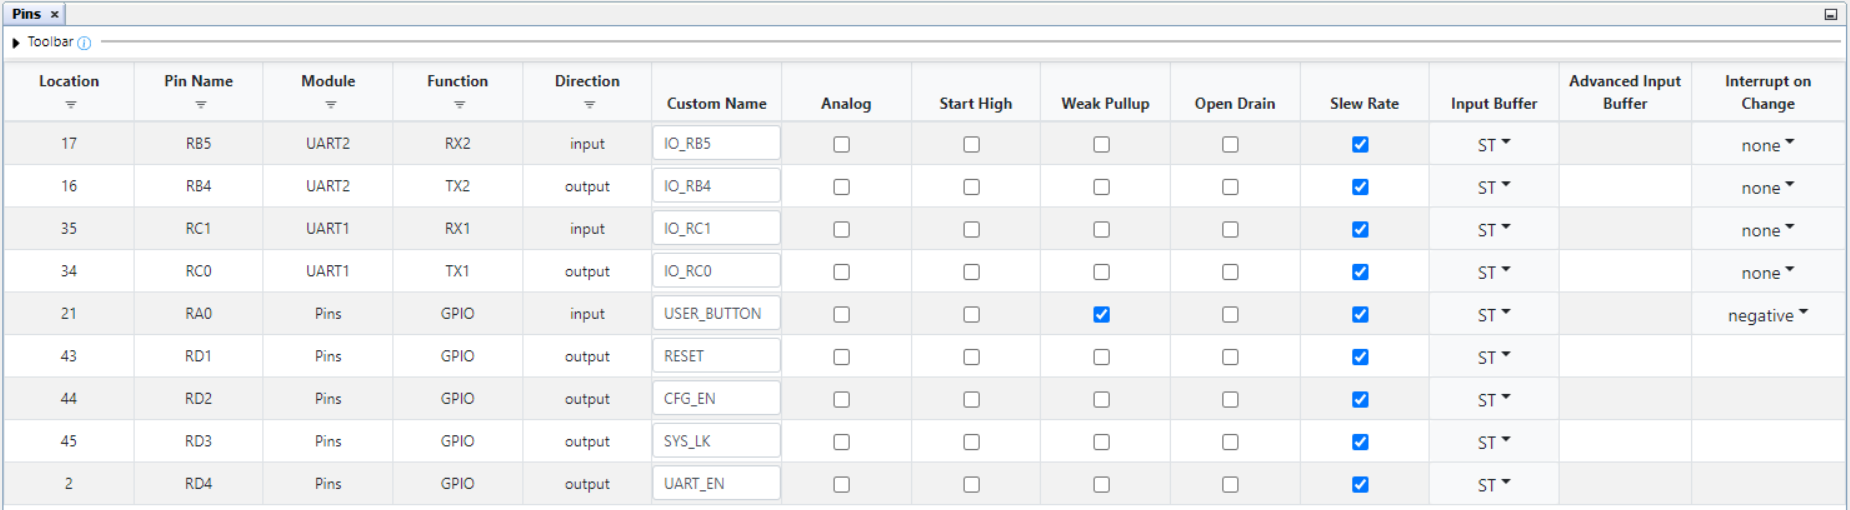 Pins ×
Toolbar
Location Pin Name Module Function Direction Custom Name Analog Start High Weak Pullup Open Drain Slew Rate Input Buffer Advanced Input Buffer Interrupt on Change
17 RB5 UART2 RX2 input IO_RB5 ST none
16 RB4 UART2 TX2 output IO_RB4 ST none
35 RC1 UART1 RX1 input IO_RC1 ST none
34 RC0 UART1 TX1 output IO_RC0 ST none
21 RA0 Pins GPIO input USER_BUTTON ST negative
43 RD1 Pins GPIO output RESET ST
44 RD2 Pins GPIO output CFG_EN ST
45 RD3 Pins GPIO output SYS_LK ST
2 RD4 Pins GPIO output UART_EN ST